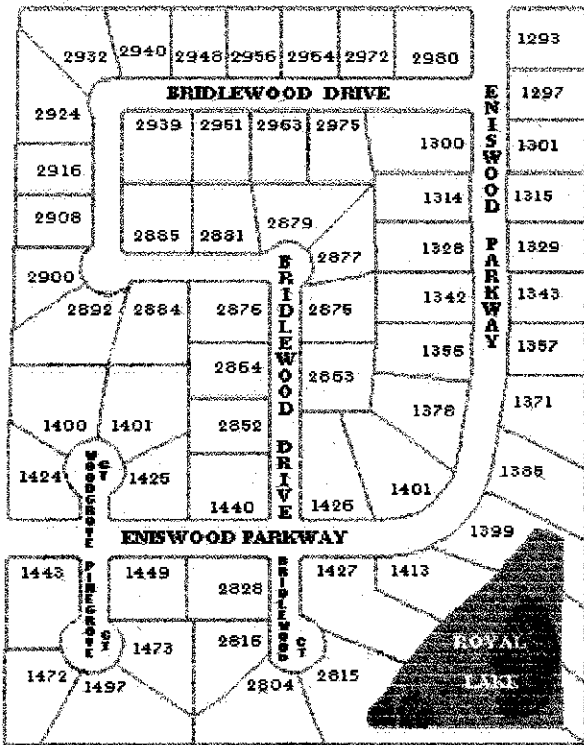 2932 2940 2948 2956 2964 2972 2980 1293
BRIDLEWOOD DRIVE
ENISWOOD PARKWAY
1297
2924
2939 2951 2963 2975
1300 1301
2916
1314 1315
2908
2885 2881 2879
2877
1328 1329
2900
BRIDLEWOOD DRIVE
2892 2884 2876 2875
1342 1343
2864 2863
1356 1357
1400 1401
2852
1378 1371
WOODGROVE CT
1424 1425
1440 1426 1401
1385
ENISWOOD PARKWAY
1399
1443
PINEGROVE CT
1449
2828
BRIDLEWOOD CT
1427 1413
1473
2816
ROYAL
LAKE
1472 1497
2804 2815